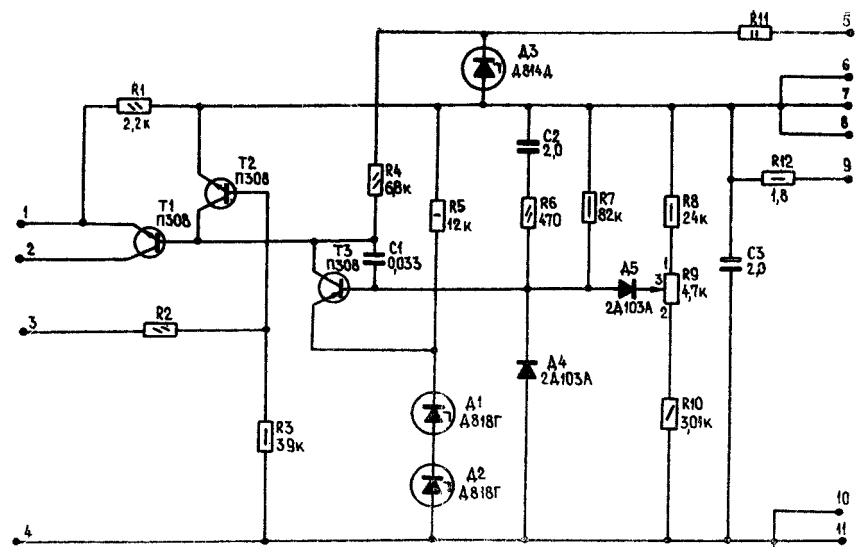 R11
5
Д3
Д814Д
6
7
8
R1
2,2к
C2
2,0
R12
1,8
9
T2
П308
R4
6,8к
R5
12к
R6
470
R7
82к
R8
24к
1
T1
П308
2
T3
П308
C1
0,033
Д5
2Д103А
1
3
2
R9
4,7к
C3
2,0
3
R2
Д4
2Д103А
R3
39к
Д1
Д818Г
R10
3,01к
Д2
Д818Г
10
4
11